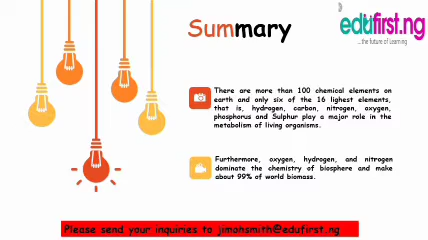 Summary
edufirst.ng
...the future of Learning
There are more than 100 chemical elements on
earth and only six of the 16 lighest elements,
that is, hydrogen, carbon, nitrogen, oxygen,
phosphorus and Sulphur play a major role in the
metabolism of living organisms.
Furthermore, oxygen, hydrogen, and nitrogen
dominate the chemistry of biosphere and make
about 99% of world biomass.
Please send your inquiries to jimohsmith@edufirst.ng